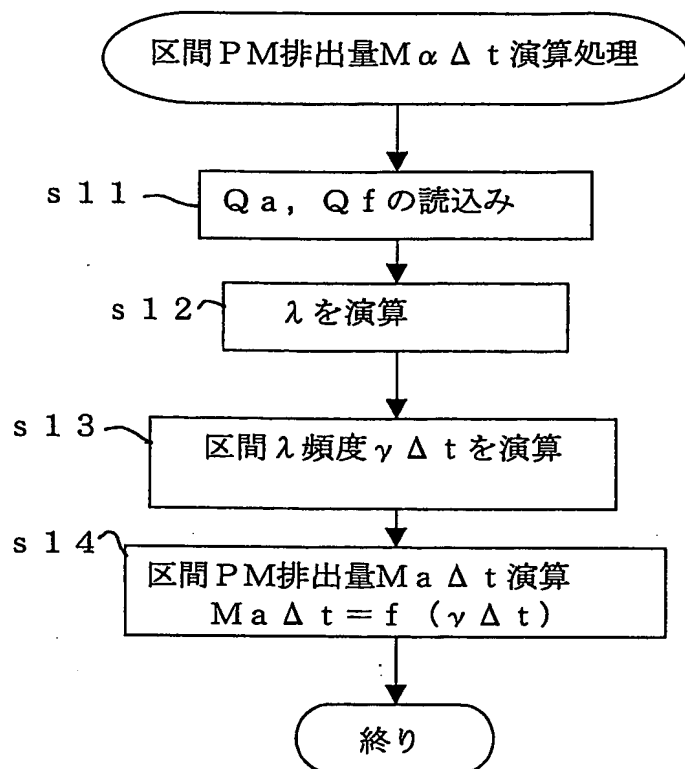 区間PM排出量MαΔt演算処理
s11
Qa, Qfの読込み
s12
λを演算
s13
区間λ頻度γΔtを演算
s14
区間PM排出量MaΔt演算
MaΔt=f (γΔt)
終り